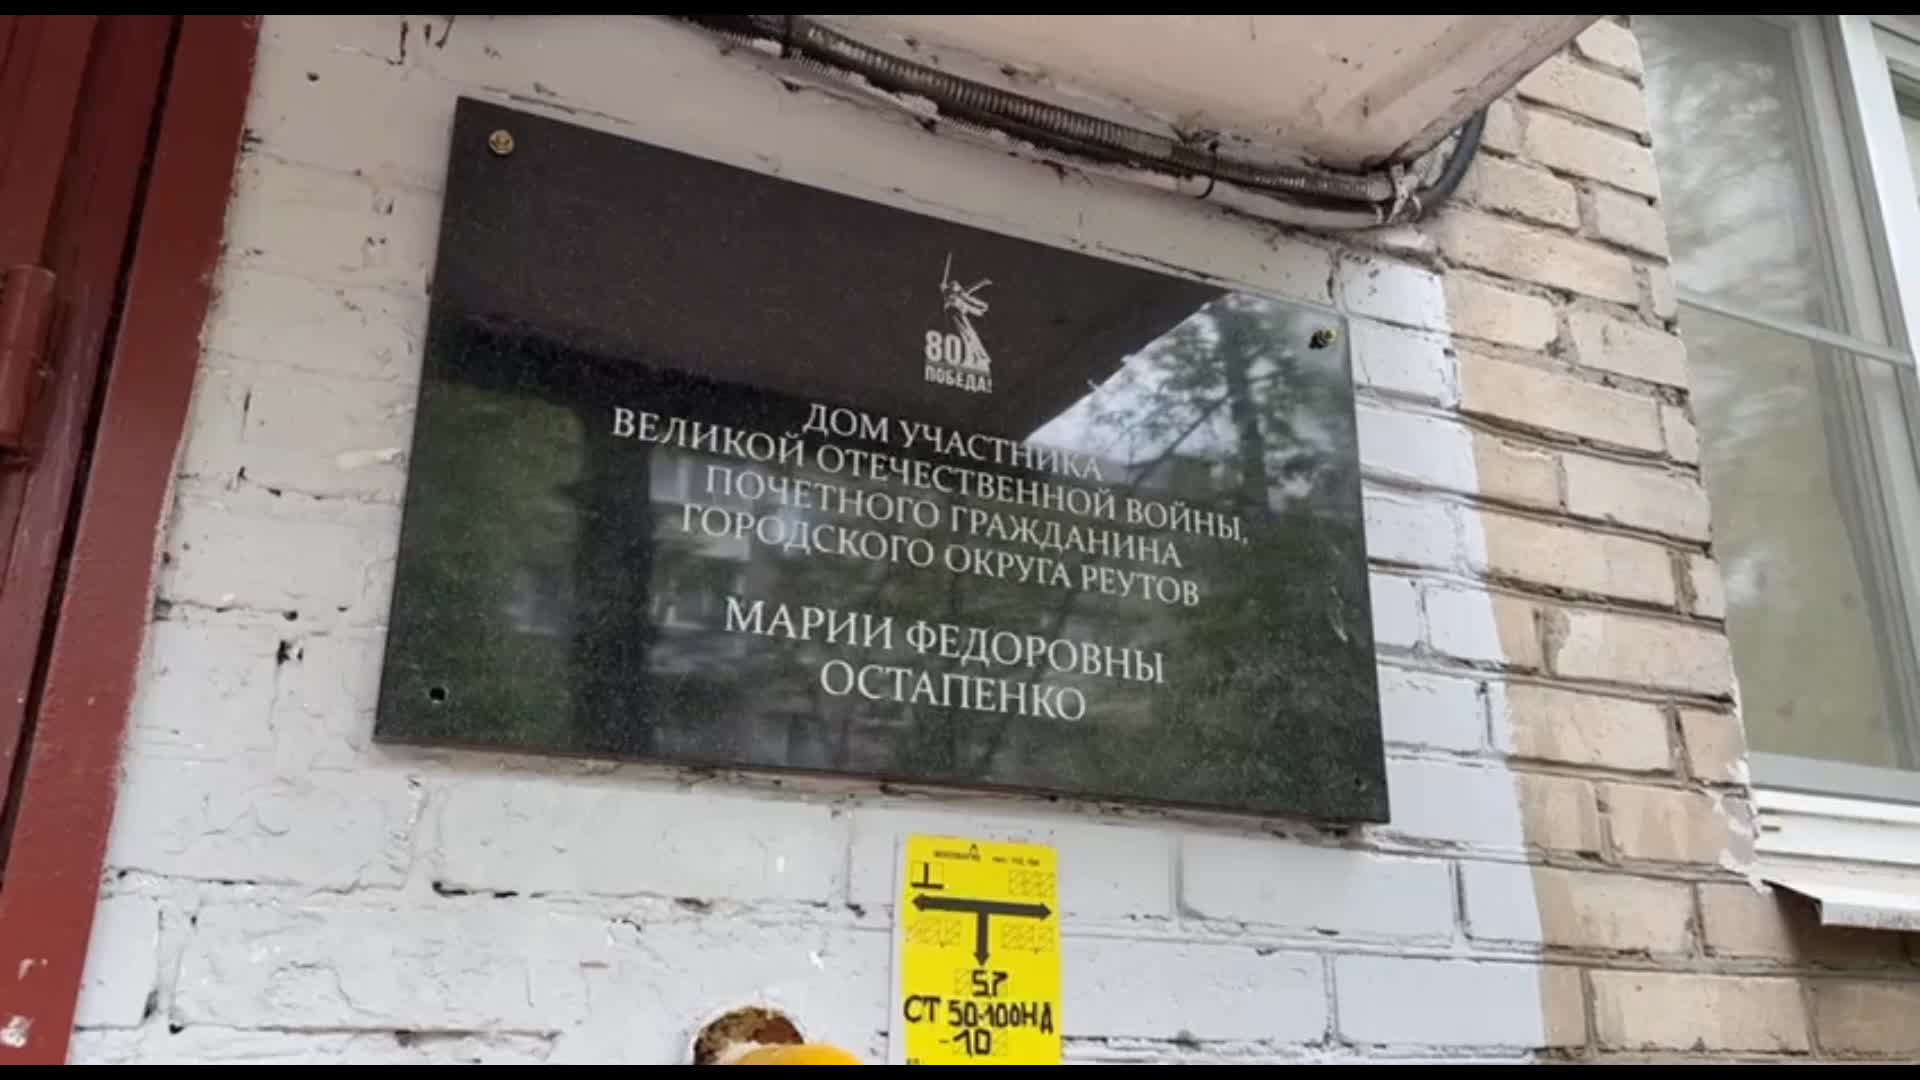 80
ПОБЕДА!
ДОМ УЧАСТНИКА
ВЕЛИКОЙ ОТЕЧЕСТВЕННОЙ ВОЙНЫ,
ПОЧЕТНОГО ГРАЖДАНИНА
ГОРОДСКОГО ОКРУГА РЕУТОВ
МАРИИ ФЕДОРОВНЫ
ОСТАПЕНКО
5.7
СТ 50-100НД
-10